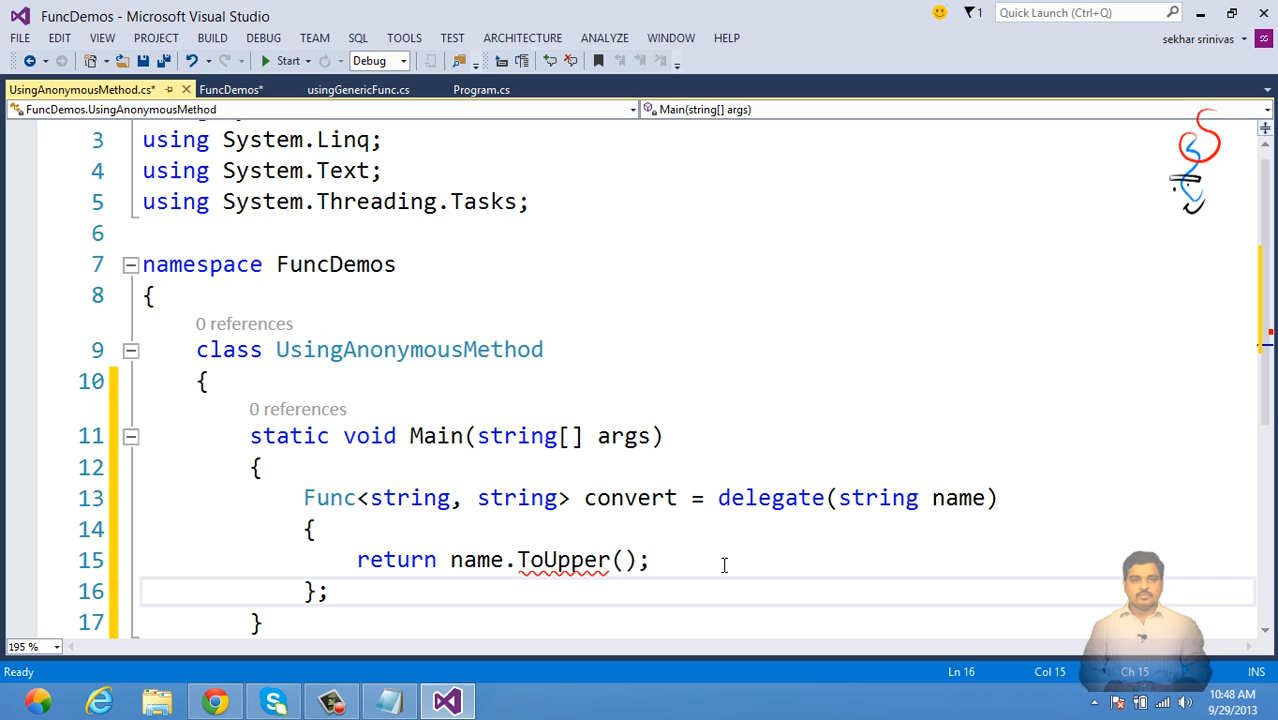 FuncDemos - Microsoft Visual Studio
1
Quick Launch (Ctrl+Q)
FILE EDIT VIEW PROJECT BUILD DEBUG TEAM SQL TOOLS TEST ARCHITECTURE ANALYZE WINDOW HELP
sekhar srinivas
SS
Start
Debug
UsingAnonymousMethod.cs* FuncDemos* usingGenericFunc.cs Program.cs
FuncDemos.UsingAnonymousMethod
Main(string[] args)
3 using System.Linq;
4 using System.Text;
5 using System.Threading.Tasks;
6
7 namespace FuncDemos
8 {
0 references
9 class UsingAnonymousMethod
10 {
0 references
11 static void Main(string[] args)
12 {
13 Func<string, string> convert = delegate(string name)
14 {
15 return name.ToUpper();
16 };
17 }
195 %
Ready
Ln 16
Col 15
Ch 15
INS
10:48 AM
9/29/2013